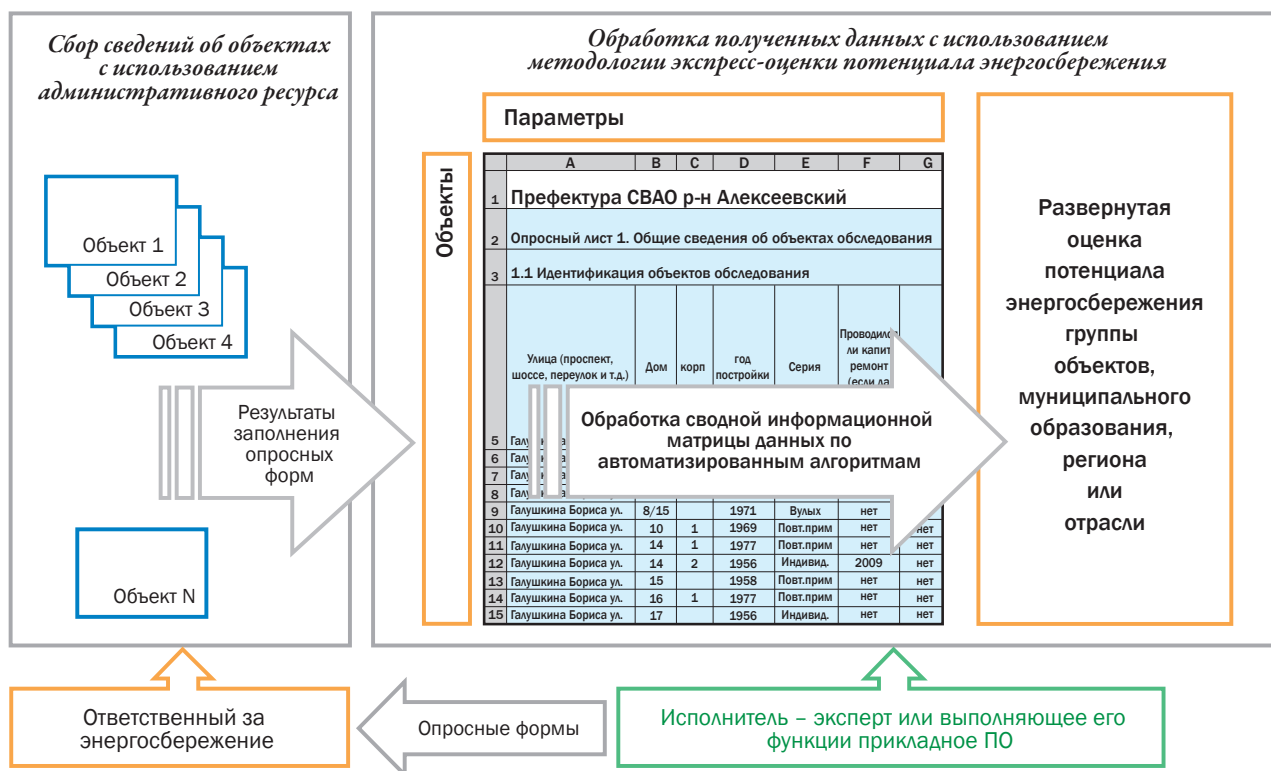 Сбор сведений об объектах
с использованием
административного ресурса
Объект 1
Объект 2
Объект 3
Объект 4
Результаты
заполнения
опросных
форм
Объект N
Обработка полученных данных с использованием
методологии экспресс-оценки потенциала энергосбережения
Параметры
Объекты
A B C D E F G
1 Префектура СВАО р-н Алексеевский
2 Опросный лист 1. Общие сведения об объектах обследования
3 1.1 Идентификация объектов обследования
Улица (проспект,
шоссе, переулок и т.д.)
Дом
корп
год
постройки
Серия
ли капит
ремонт
(если да
Обработка сводной информационной
матрицы данных по
автоматизированным алгоритмам
5
6
7
8
9 Галушкина Бориса ул. 8/15 1971 Вулых нет
10 Галушкина Бориса ул. 10 1 1969 Повт.прим нет нет
11 Галушкина Бориса ул. 14 1 1977 Повт.прим нет нет
12 Галушкина Бориса ул. 14 2 1956 Индивид. 2009 нет
13 Галушкина Бориса ул. 15 1958 Повт.прим нет нет
14 Галушкина Бориса ул. 16 1 1977 Повт.прим нет нет
15 Галушкина Бориса ул. 17 1956 Индивид. нет нет
Развернутая
оценка
потенциала
энергосбережения
группы
объектов,
муниципального
образования,
региона
или
отрасли
Ответственный за
энергосбережение
Опросные формы
Исполнитель – эксперт или выполняющее его
функции прикладное ПО